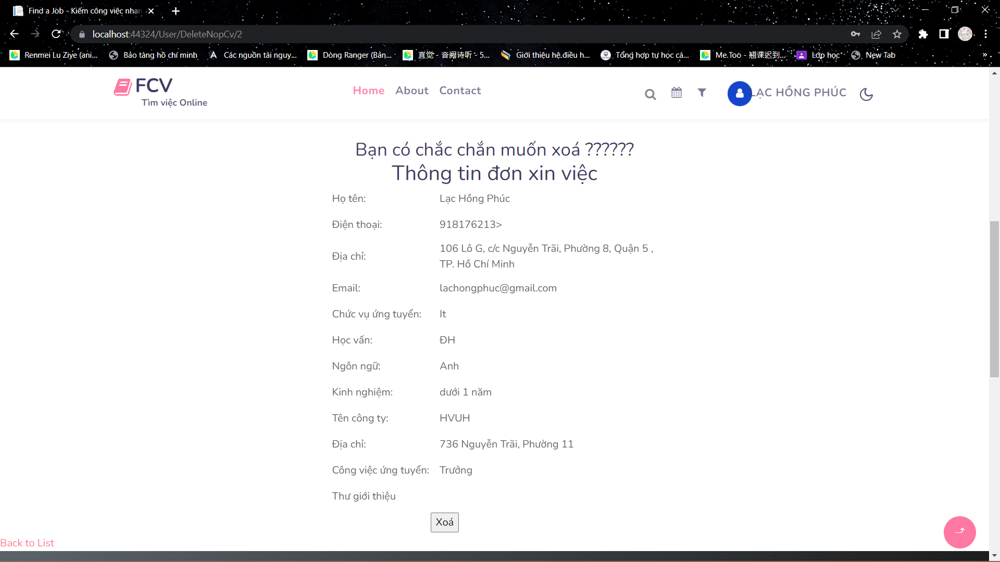 Find a Job - Kiếm công việc nhan
localhost:44324/User/DeleteNopCv/2
Renmei Lu Ziye (ani... Bảo tàng hồ chí minh Các nguồn tài nguy... Dòng Ranger (Bản... 直觉 - 音阙诗听 - 5... Giới thiệu hệ điều h... Tổng hợp tự học cá... Me.Too - 翘课迟到... Lớp học New Tab »
FCV
Tìm việc Online
Home About Contact
LẠC HỒNG PHÚC
Bạn có chắc chắn muốn xoá ??????
Thông tin đơn xin việc
Họ tên: Lạc Hồng Phúc
Điện thoại: 918176213>
Địa chỉ: 106 Lô G, c/c Nguyễn Trãi, Phường 8, Quận 5 ,
TP. Hồ Chí Minh
Email: lachongphuc@gmail.com
Chức vụ ứng tuyển: It
Học vấn: ĐH
Ngôn ngữ: Anh
Kinh nghiệm: dưới 1 năm
Tên công ty: HVUH
Địa chỉ: 736 Nguyễn Trãi, Phường 11
Công việc ứng tuyển: Trưởng
Thư giới thiệu
Xoá
Back to List